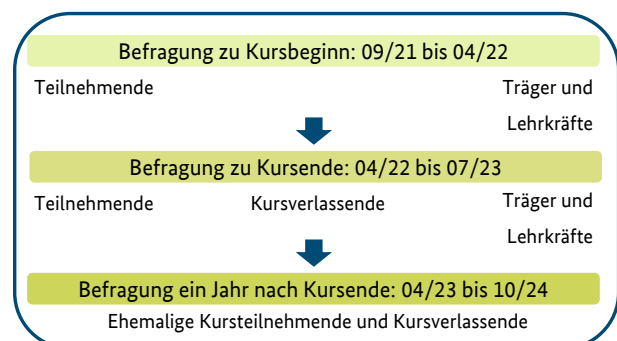 Befragung zu Kursbeginn: 09/21 bis 04/22
Teilnehmende Träger und
Lehrkräfte
Befragung zu Kursende: 04/22 bis 07/23
Teilnehmende Kursverlassende Träger und
Lehrkräfte
Befragung ein Jahr nach Kursende: 04/23 bis 10/24
Ehemalige Kursteilnehmende und Kursverlassende